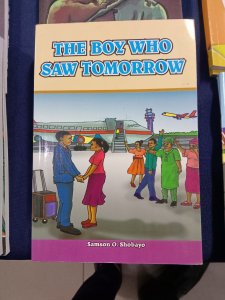 THE BOY WHO
SAW TOMORROW
Samson O. Shobayo